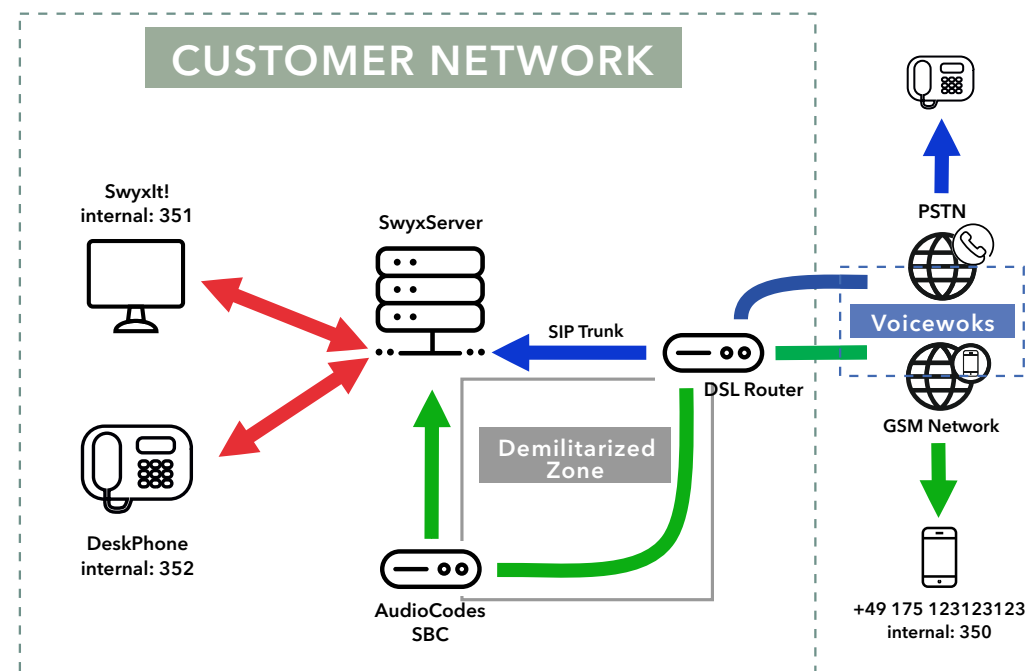 CUSTOMER NETWORK
SwyxIt!
internal: 351
SwyxServer
PSTN
Voicewoks
SIP Trunk
DSL Router
GSM Network
Demilitarized
Zone
DeskPhone
internal: 352
AudioCodes
SBC
+49 175 123123123
internal: 350